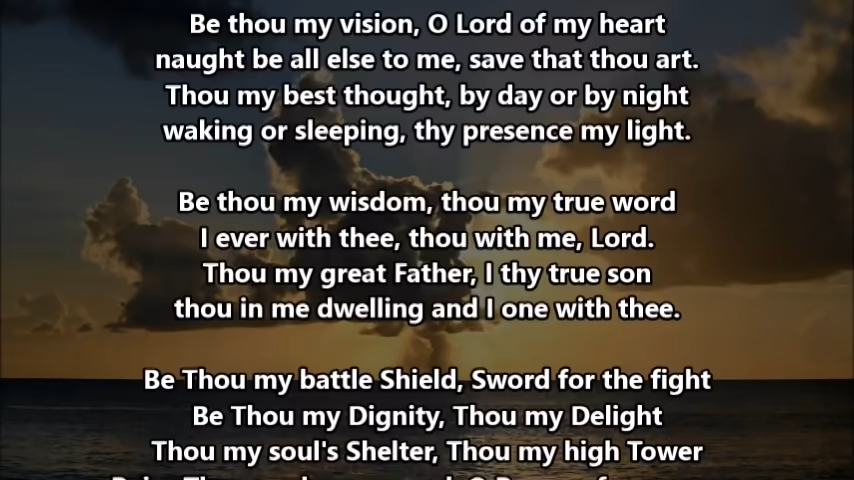 Be thou my vision, O Lord of my heart
naught be all else to me, save that thou art.
Thou my best thought, by day or by night
waking or sleeping, thy presence my light.
Be thou my wisdom, thou my true word
I ever with thee, thou with me, Lord.
Thou my great Father, I thy true son
thou in me dwelling and I one with thee.
Be Thou my battle Shield, Sword for the fight
Be Thou my Dignity, Thou my Delight
Thou my soul's Shelter, Thou my high Tower